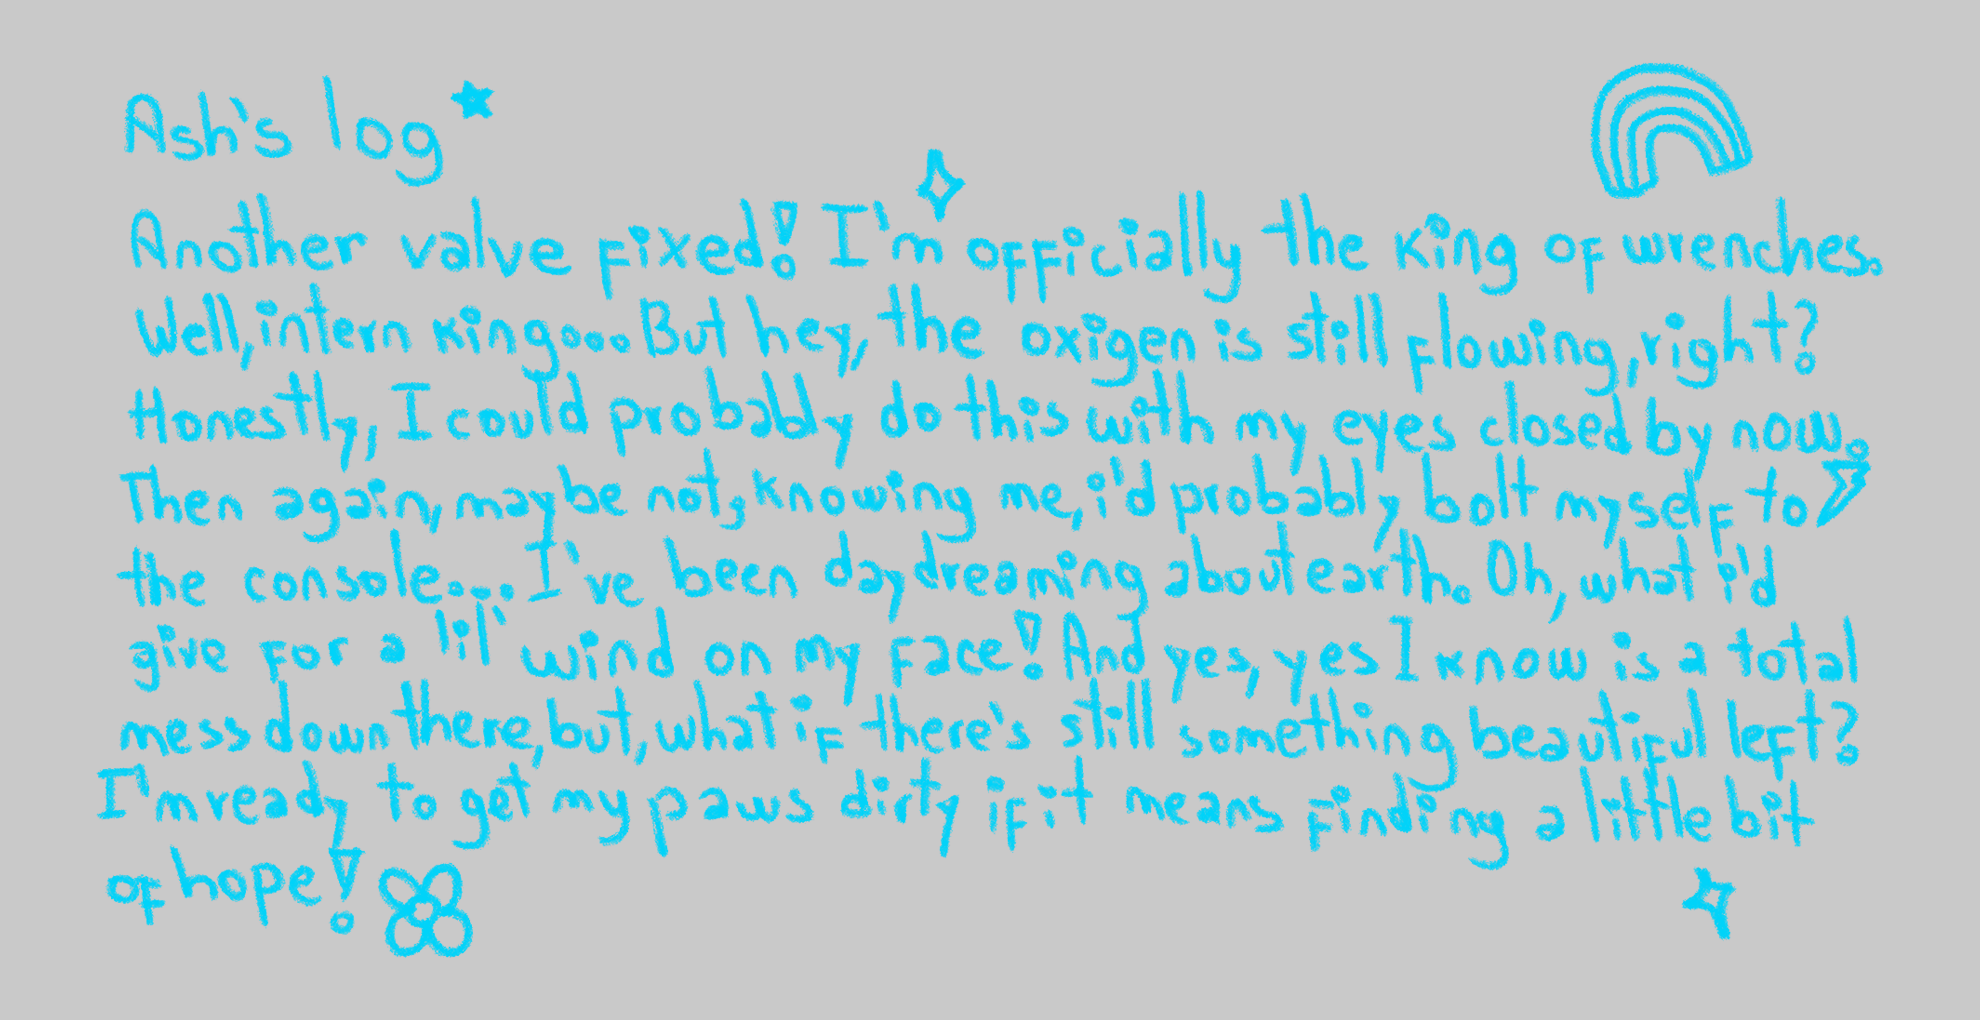 Ash's log
Another valve fixed! I'm officially the king of wrenches.
Well, intern king... But hey, the oxigen is still flowing, right?
Honestly, I could probably do this with my eyes closed by now.
Then again, maybe not, knowing me, i'd probably bolt myself to
the console... I've been daydreaming about earth. Oh, what i'd
give for a lil' wind on my face! And yes, yes I know is a total
mess down there, but, what if there's still something beautiful left?
I'm ready to get my paws dirty if it means finding a little bit
of hope!